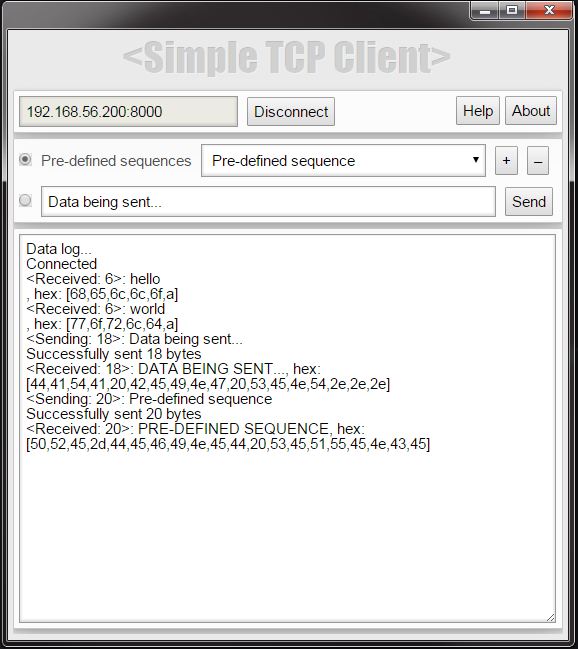 <Simple TCP Client>
192.168.56.200:8000 Disconnect Help About
Pre-defined sequences Pre-defined sequence + –
Data being sent... Send
Data log...
Connected
<Received: 6>: hello
, hex: [68,65,6c,6c,6f,a]
<Received: 6>: world
, hex: [77,6f,72,6c,64,a]
<Sending: 18>: Data being sent...
Successfully sent 18 bytes
<Received: 18>: DATA BEING SENT..., hex:
[44,41,54,41,20,42,45,49,4e,47,20,53,45,4e,54,2e,2e,2e]
<Sending: 20>: Pre-defined sequence
Successfully sent 20 bytes
<Received: 20>: PRE-DEFINED SEQUENCE, hex:
[50,52,45,2d,44,45,46,49,4e,45,44,20,53,45,51,55,45,4e,43,45]